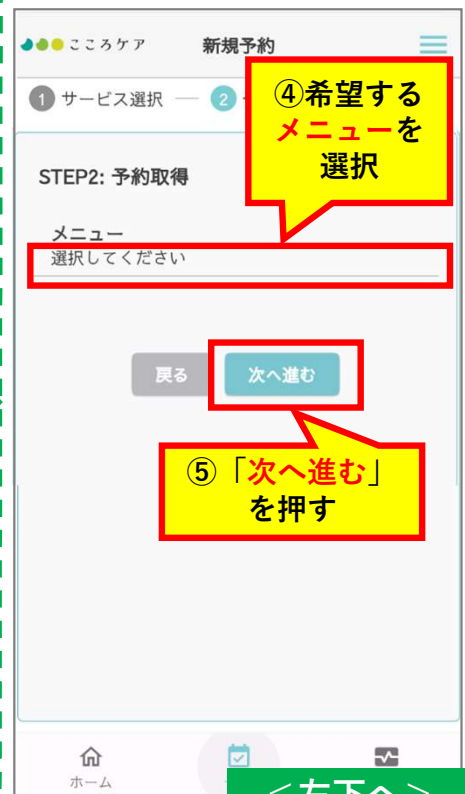 こころケア
新規予約
1 サービス選択 — 2
④希望する
メニューを
選択
STEP2: 予約取得
メニュー
選択してください
戻る
次へ進む
⑤「次へ進む」
を押す
ホーム
＜左下へ＞